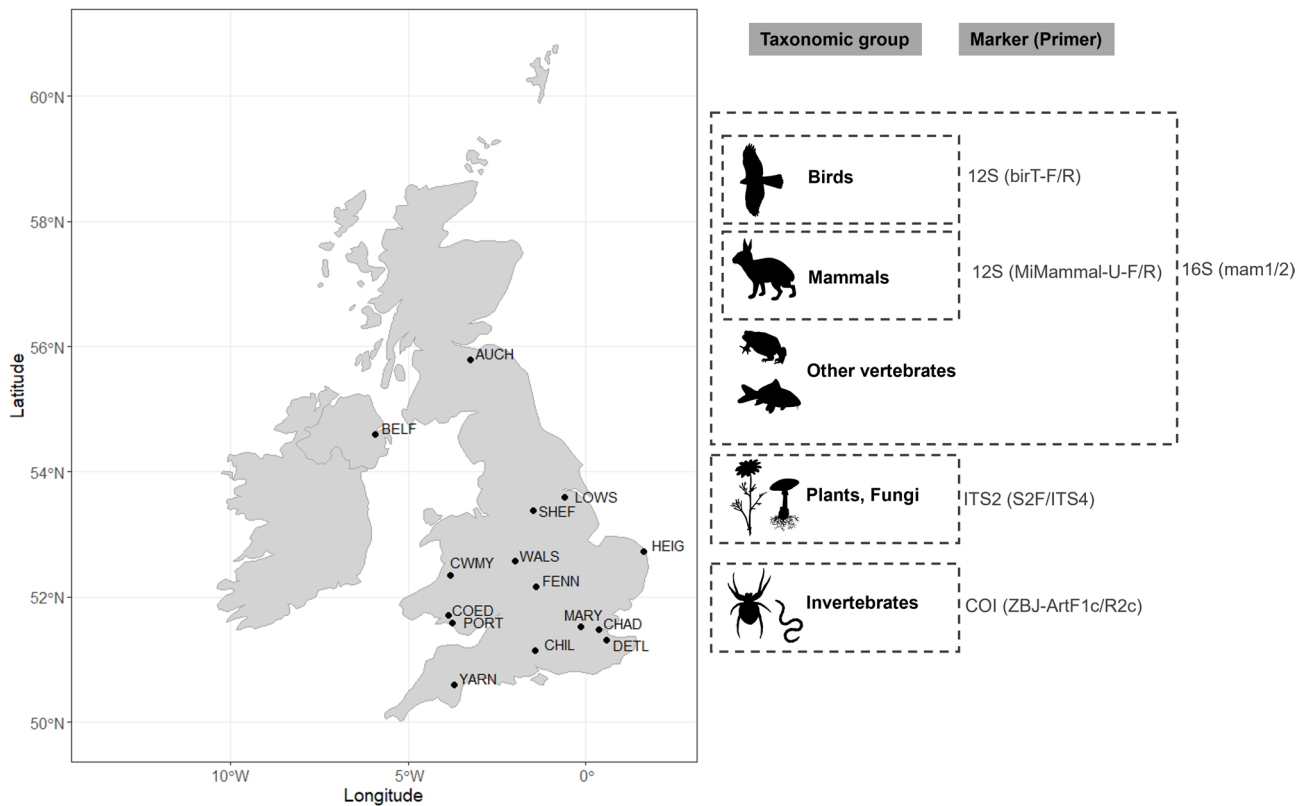 Taxonomic group
Marker (Primer)
60°N
58°N
56°N
54°N
52°N
50°N
Latitude
10°W
5°W
0°
Longitude
AUCH
BELF
LOWS
SHEF
HEIG
WALS
CWMY
FENN
COED
PORT
MARY
CHAD
DETL
CHIL
YARN
Birds
12S (birT-F/R)
Mammals
12S (MiMammal-U-F/R)
16S (mam1/2)
Other vertebrates
Plants, Fungi
ITS2 (S2F/ITS4)
Invertebrates
COI (ZBJ-ArtF1c/R2c)